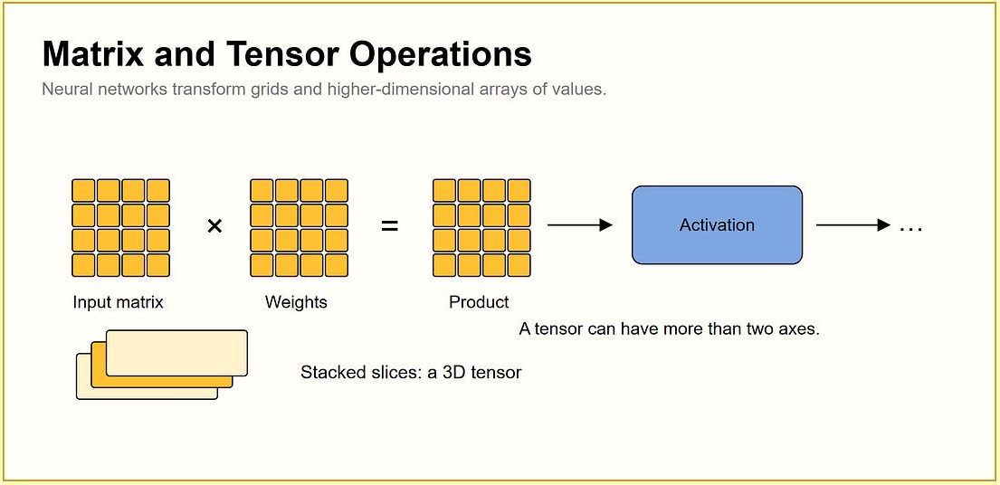 Matrix and Tensor Operations
Neural networks transform grids and higher-dimensional arrays of values.
×
=
Activation
...
Input matrix
Weights
Product
A tensor can have more than two axes.
Stacked slices: a 3D tensor